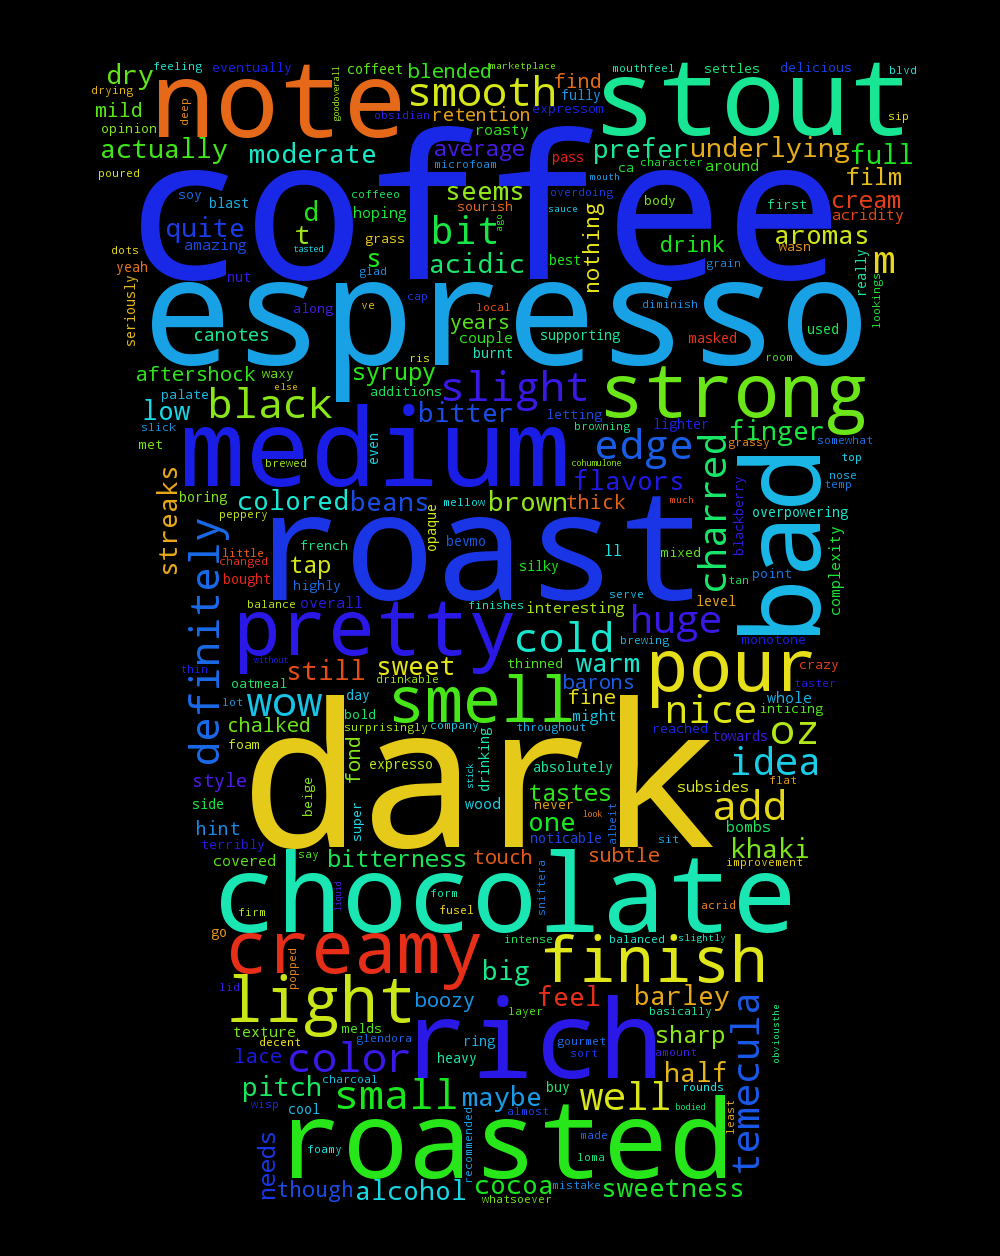 feeling eventually coffeet blended marketplace mouthfeel settles delicious blvd
dry note goodoverall smooth find stout
drying deep obsidian retention fully expressom sip
mild roasty
opinion actually moderate average pass prefer underlying full
poured microfoam mouth ca character around film
soy blast coffee coffeeo seems overdoing body first cream
quite d hoping sourish sauce acridity
amazing t tasted s grass bit ago nothing drink wasn aromas
dots yeah nut glad acidic best grain really m
seriously espresso ve cap diminish lookings
canotes along years local supporting masked used
couple burnt room
aftershock waxy syrupy ris
palate else additions slight strong
low black bitter letting lighter finger
slick browning edge grassy somewhat
met medium even top
brewed cohumulone charred bad nose
streaks boring colored beans mellow brown thick flavors much temp
peppery opaque blackberry overpowering
definitely french roast bevmo ll mixed complexity
little changed tap silky tan point
bought highly serve level
balance overall finishes interesting huge
pretty cold brewing monotone
without thinned warm pour crazy
thin still sweet drinkable barons taster
oatmeal smell fine whole
lot wow day might nice inticing
chalked bold surprisingly company throughout reached towards oz
foam fond expresso drinking absolutely idea
style dark stick subsides flat
side beige super wood tastes never look albeit add
hint one noticable sit bombs
terribly khaki
covered say bitterness touch subtle improvement
chocolate liquid form sniftera acrid
firm fusel
go creamy intense balanced slightly
popped big finish
lid light boozy feel barley
layer basically obviousthe
texture melds rich sharp temecula
decent glendora ring gourmet
lace color heavy sort amount
pitch charcoal half
small maybe buy well rounds
wisp cool almost bodied least
foamy roasted recommended made
needs loma
though alcohol cocoa mistake sweetness
whatsoever